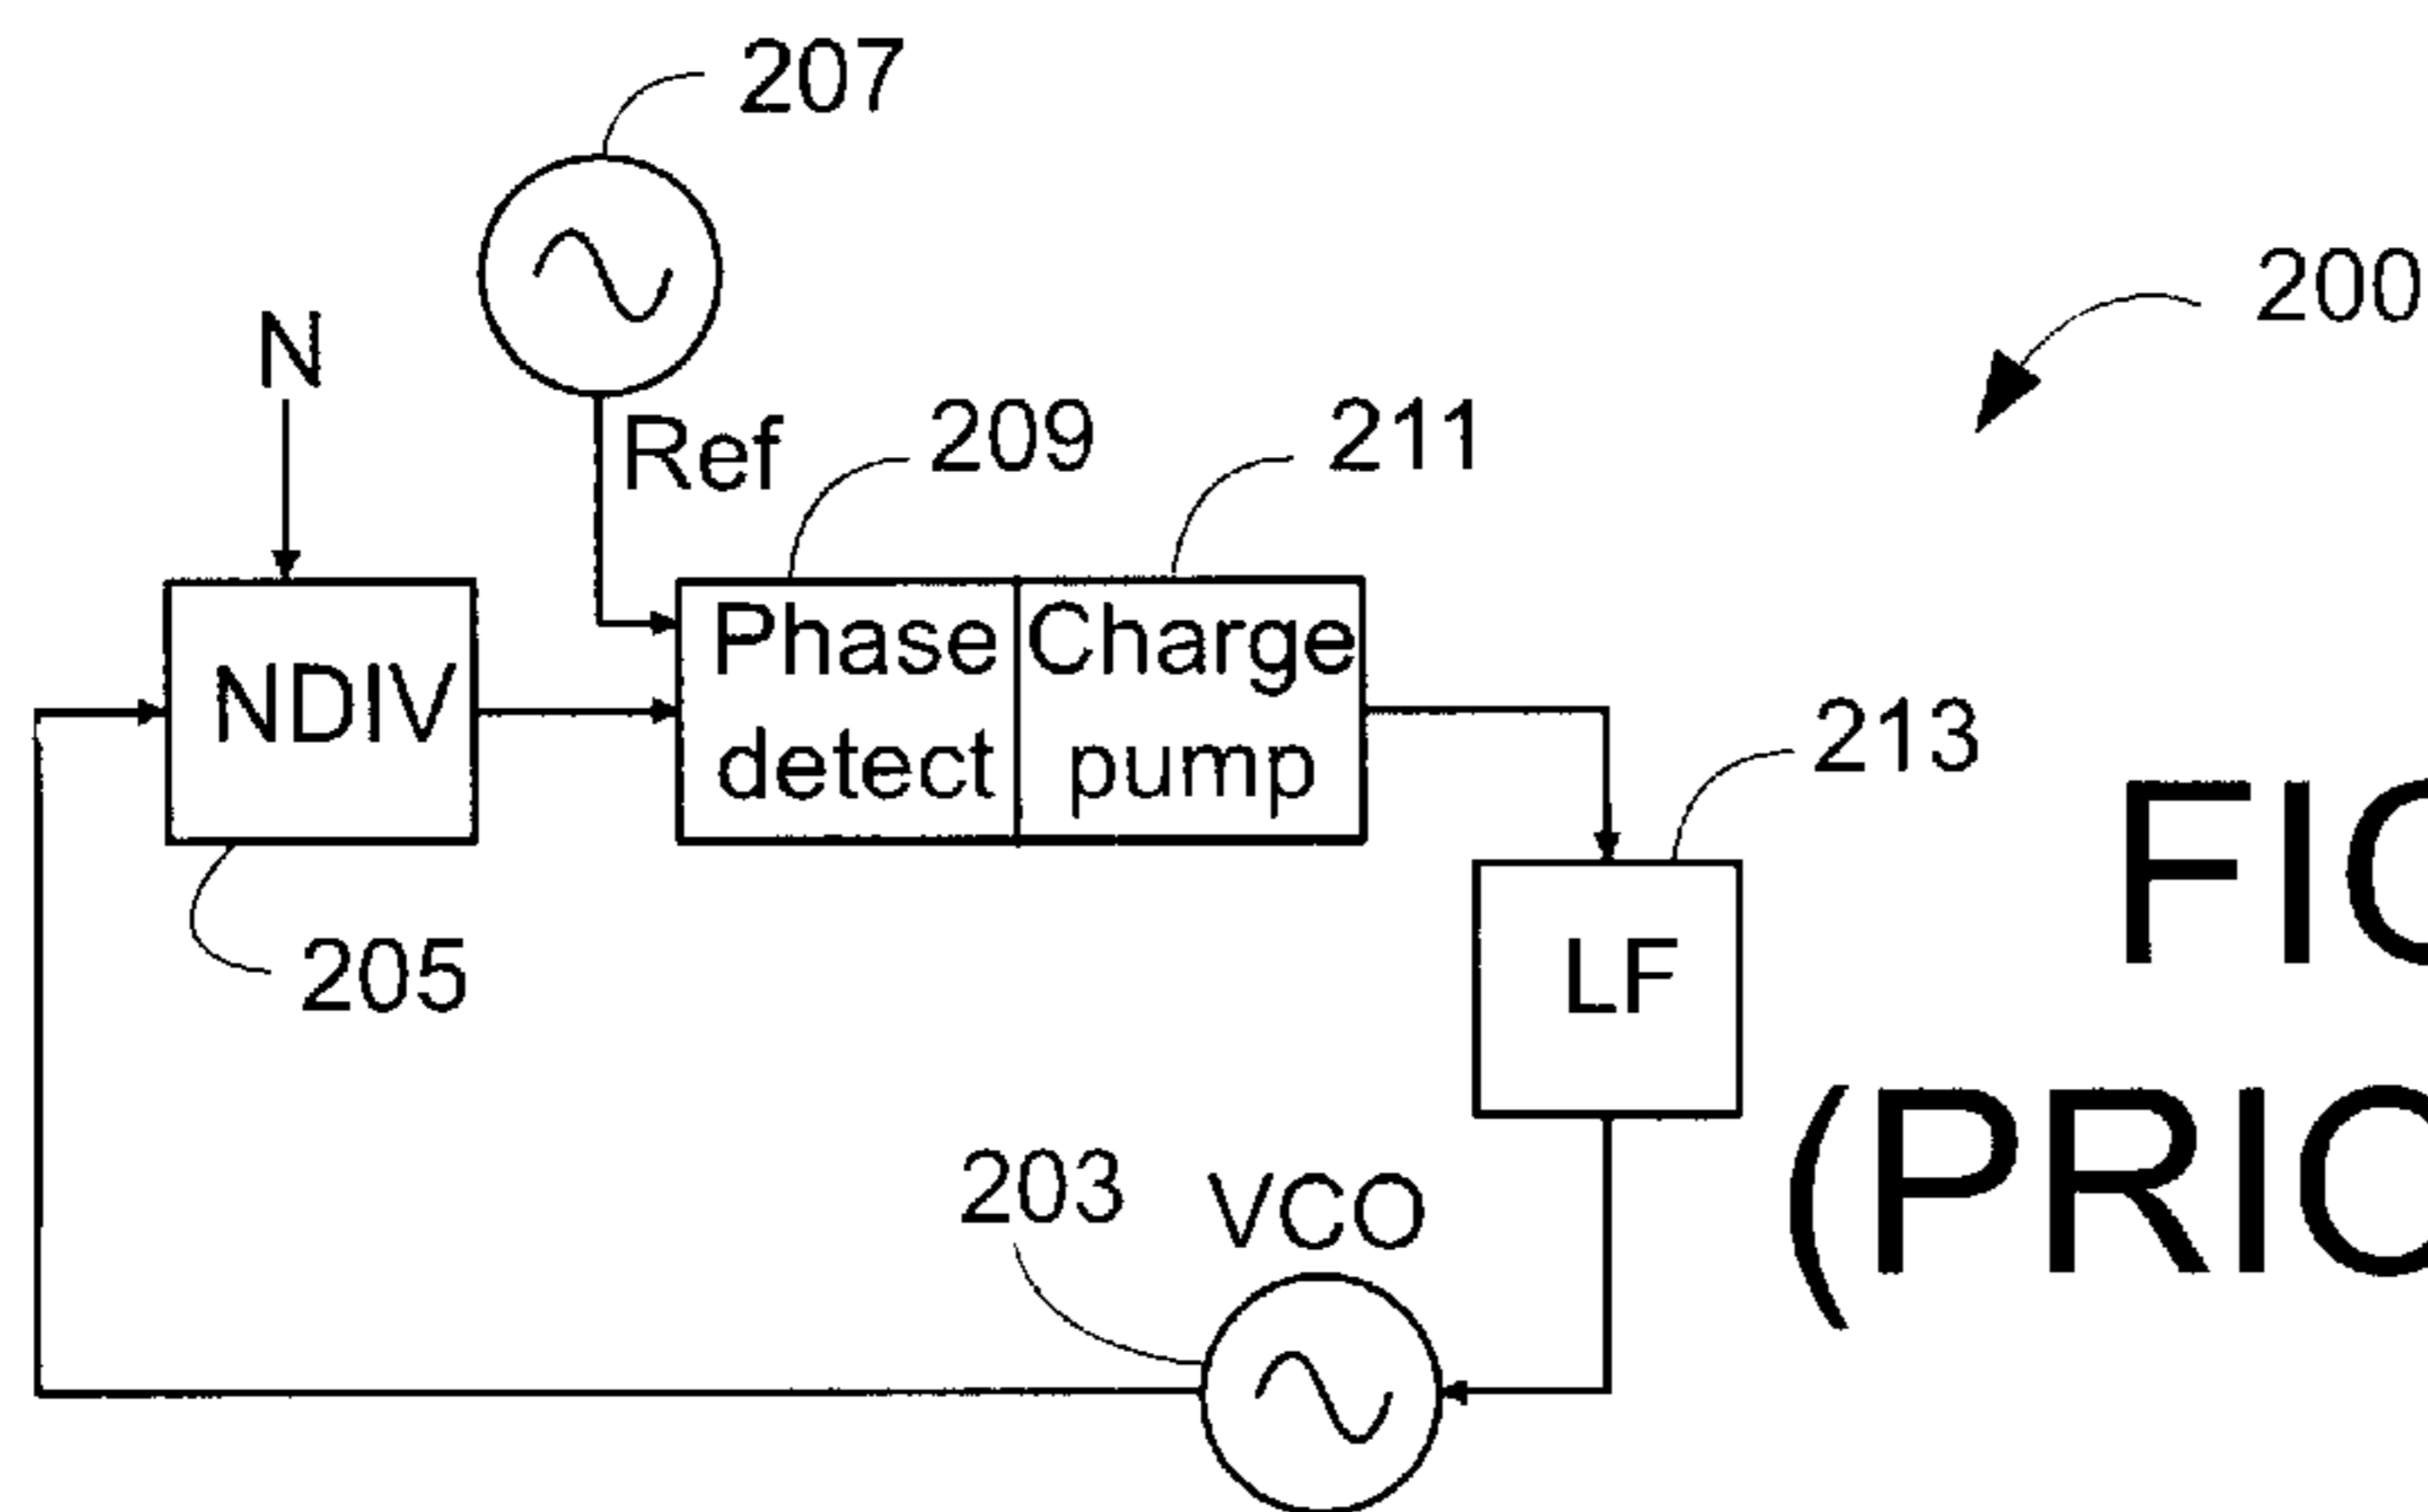 207
200
N
Ref
209
211
Phase
detect
Charge
pump
NDIV
213
205
LF
203
VCO